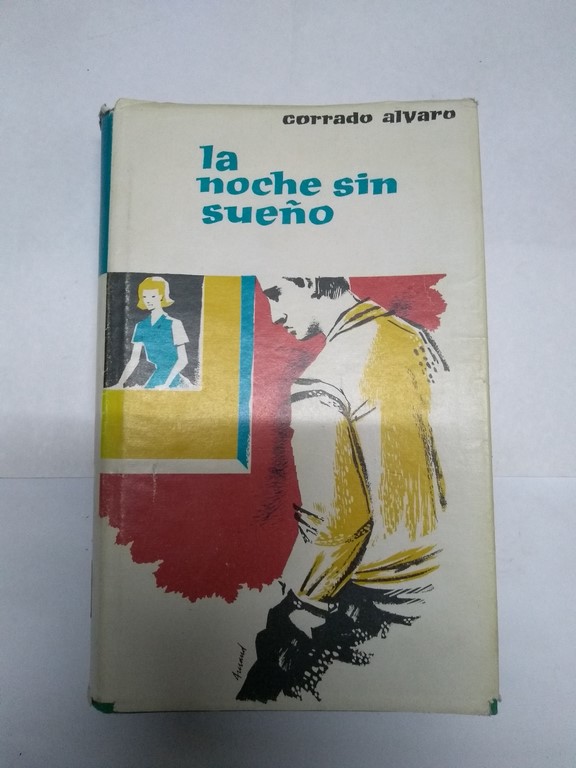 corrado alvaro
la
noche sin
sueño